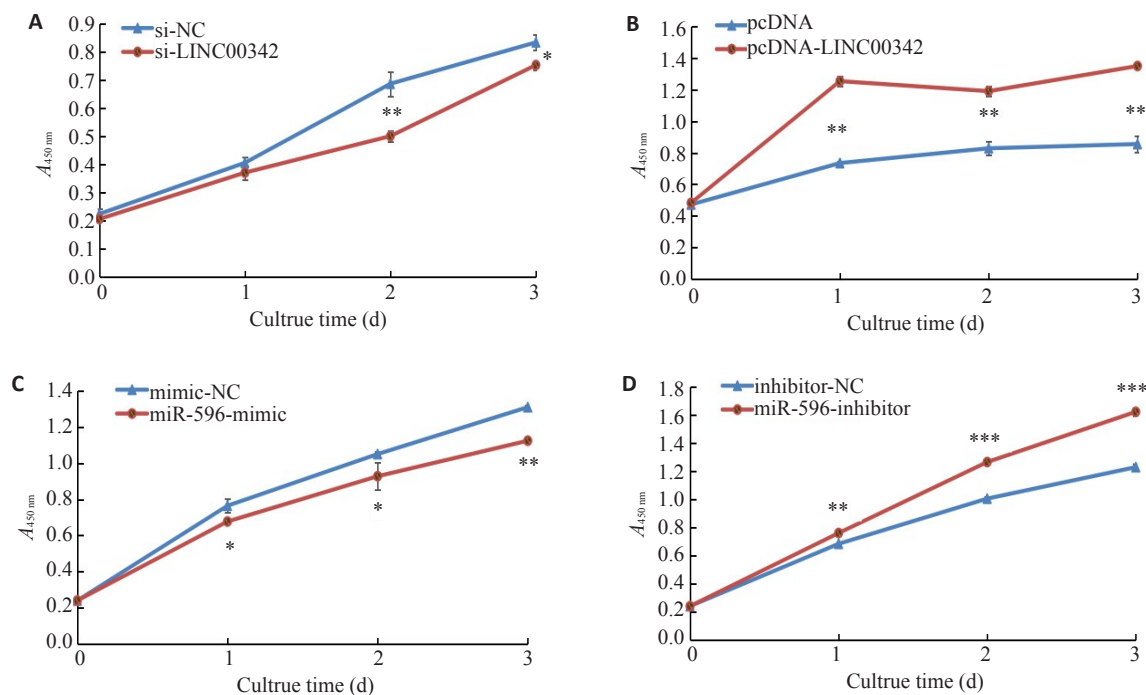 A
si-NC
si-LINC00342
0.9
0.8
0.7
0.6
0.5
0.4
0.3
0.2
0.1
0.0
A450 nm
**
*
0 1 2 3
Cultrue time (d)
B
pcDNA
pcDNA-LINC00342
1.6
1.4
1.2
1.0
0.8
0.6
0.4
0.2
0.0
A450 nm
** ** **
0 1 2 3
Cultrue time (d)
C
mimic-NC
miR-596-mimic
1.4
1.2
1.0
0.8
0.6
0.4
0.2
0.0
A450 nm
* * **
0 1 2 3
Cultrue time (d)
D
inhibitor-NC
miR-596-inhibitor
1.8
1.6
1.4
1.2
1.0
0.8
0.6
0.4
0.2
0.0
A450 nm
** *** ***
0 1 2 3
Cultrue time (d)